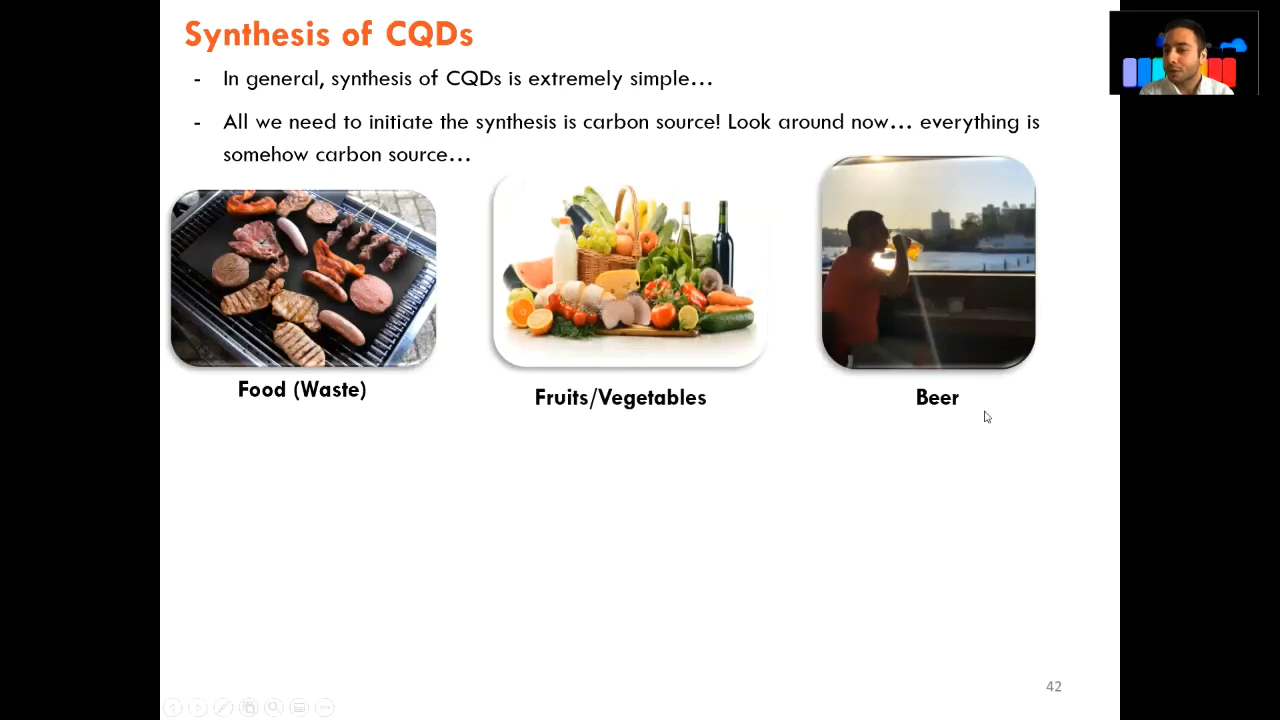 Synthesis of CQDs
- In general, synthesis of CQDs is extremely simple…
- All we need to initiate the synthesis is carbon source! Look around now… everything is
somehow carbon source…
Food (Waste)
Fruits/Vegetables
Beer
42